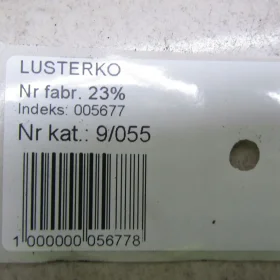 LUSTERKO
Nr fabr. 23%
Indeks: 005677
Nr kat.: 9/055
1 000000 056778